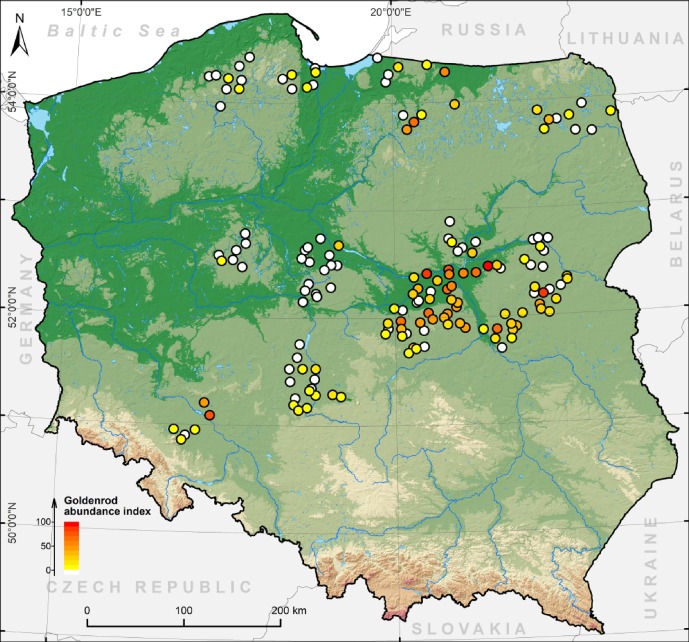 15°0'0"E
20°0'0"E
N
Baltic Sea
RUSSIA
LITHUANIA
54°0'0"N
BELARUS
GERMANY
52°0'0"N
50°0'0"N
Goldenrod
abundance index
100
50
0
UKRAINE
CZECH REPUBLIC
0 100 200 km
SLOVAKIA